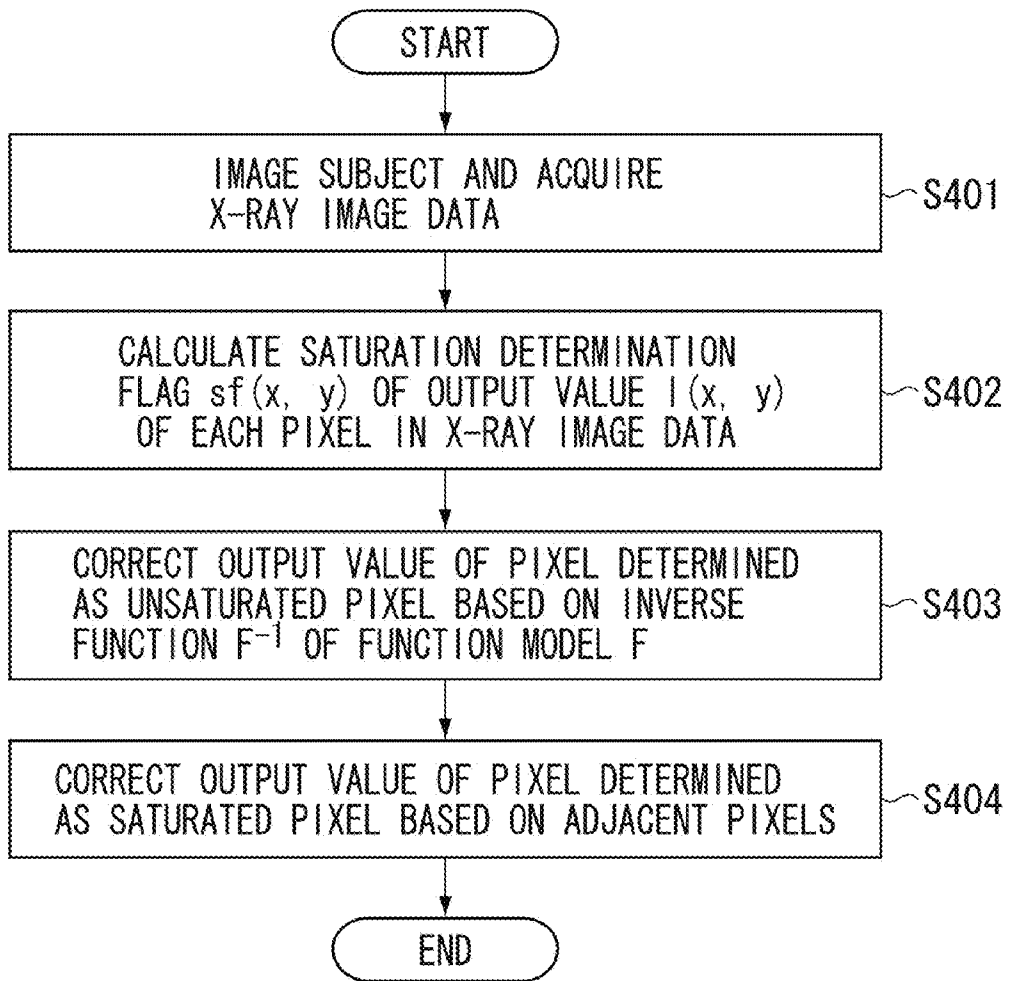 START
IMAGE SUBJECT AND ACQUIRE
X-RAY IMAGE DATA
S401
CALCULATE SATURATION DETERMINATION
FLAG sf(x, y) OF OUTPUT VALUE I(x, y)
OF EACH PIXEL IN X-RAY IMAGE DATA
S402
CORRECT OUTPUT VALUE OF PIXEL DETERMINED
AS UNSATURATED PIXEL BASED ON INVERSE
FUNCTION F⁻¹ OF FUNCTION MODEL F
S403
CORRECT OUTPUT VALUE OF PIXEL DETERMINED
AS SATURATED PIXEL BASED ON ADJACENT PIXELS
S404
END